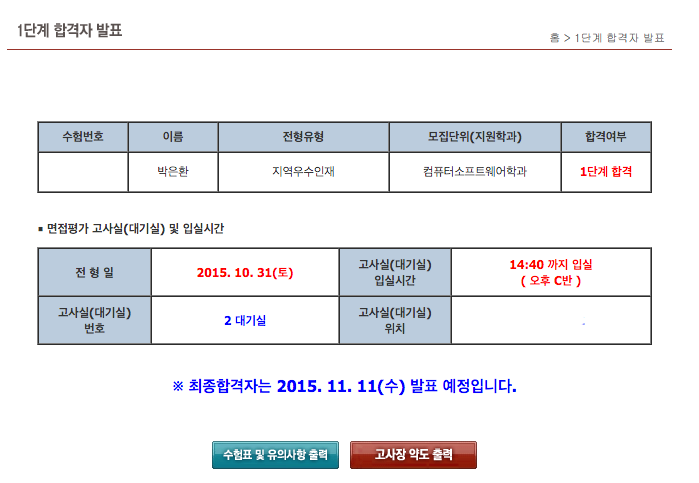 1단계 합격자 발표
홈 > 1단계 합격자 발표
수험번호 이름 전형유형 모집단위(지원학과) 합격여부
박은환 지역우수인재 컴퓨터소프트웨어학과 1단계 합격
▪ 면접평가 고사실(대기실) 및 입실시간
전 형 일 2015. 10. 31(토) 고사실(대기실) 입실시간 14:40 까지 입실
( 오후 C반 )
고사실(대기실) 번호 2 대기실 고사실(대기실) 위치
※ 최종합격자는 2015. 11. 11(수) 발표 예정입니다.
수험표 및 유의사항 출력 고사장 약도 출력